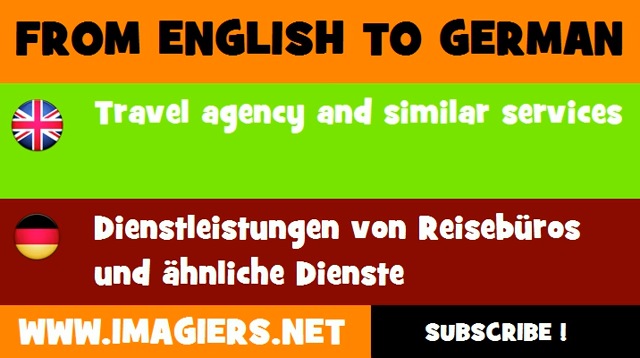 FROM ENGLISH TO GERMAN
Travel agency and similar services
Dienstleistungen von Reisebüros
und ähnliche Dienste
WWW.IMAGIERS.NET
SUBSCRIBE !